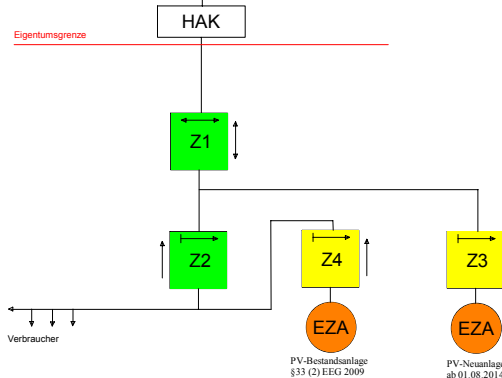 HAK
Eigentumsgrenze
Z1
Z2
Z4
Z3
EZA
EZA
Verbraucher
PV-Bestandsanlage
§33 (2) EEG 2009
PV-Neuanlage
ab 01.08.2014